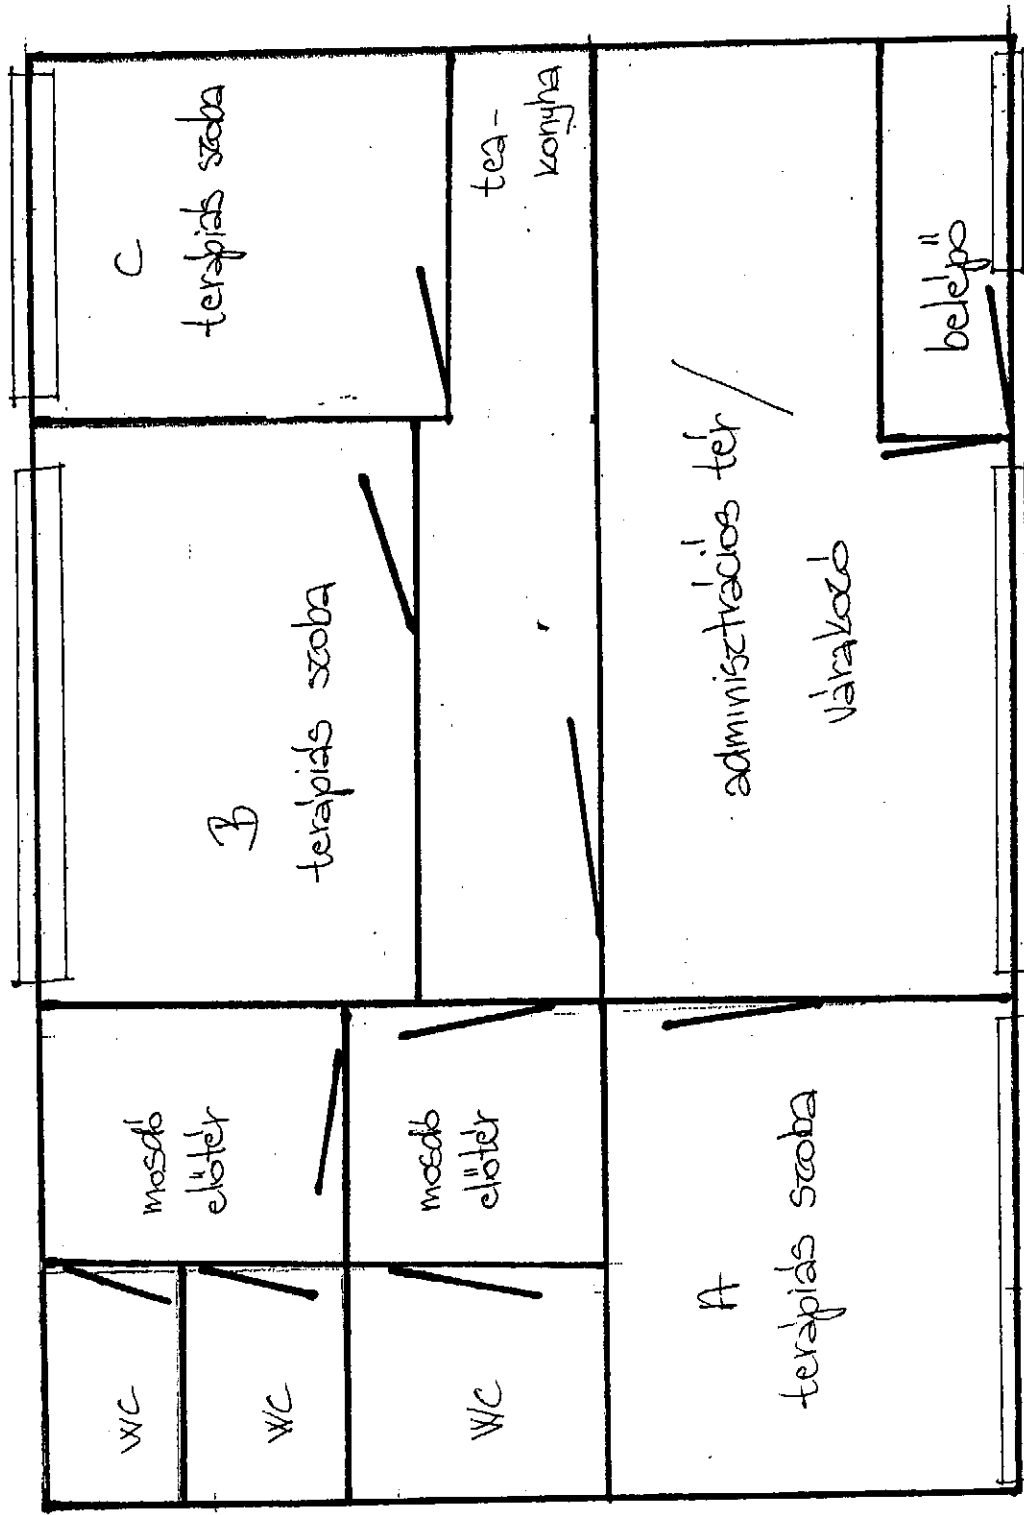 WC
mosdó
előtér
WC
B
terápiás szoba
C
terápiás szoba
WC
mosdó
előtér
tea-
konyha
A
terápiás szoba
adminisztrációs tér /
várakozó
belépő